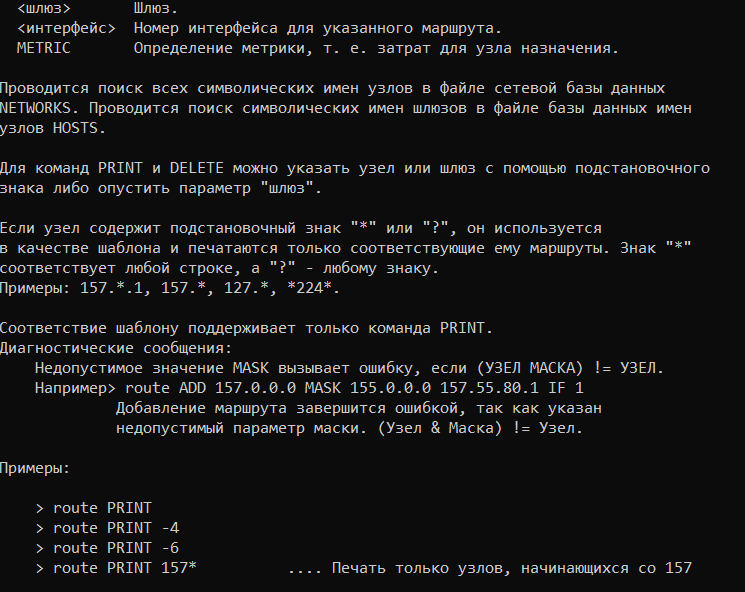 <шлюз>       Шлюз.
<интерфейс>  Номер интерфейса для указанного маршрута.
METRIC       Определение метрики, т. е. затрат для узла назначения.
Проводится поиск всех символических имен узлов в файле сетевой базы данных
NETWORKS. Проводится поиск символических имен шлюзов в файле базы данных имен
узлов HOSTS.
Для команд PRINT и DELETE можно указать узел или шлюз с помощью подстановочного
знака либо опустить параметр "шлюз".
Если узел содержит подстановочный знак "*" или "?", он используется
в качестве шаблона и печатаются только соответствующие ему маршруты. Знак "*"
соответствует любой строке, а "?" - любому знаку.
Примеры: 157.*.1, 157.*, 127.*, *224*.
Соответствие шаблону поддерживает только команда PRINT.
Диагностические сообщения:
Недопустимое значение MASK вызывает ошибку, если (УЗЕЛ МАСКА) != УЗЕЛ.
Например> route ADD 157.0.0.0 MASK 155.0.0.0 157.55.80.1 IF 1
Добавление маршрута завершится ошибкой, так как указан
недопустимый параметр маски. (Узел & Маска) != Узел.
Примеры:
> route PRINT
> route PRINT -4
> route PRINT -6
> route PRINT 157*          .... Печать только узлов, начинающихся со 157